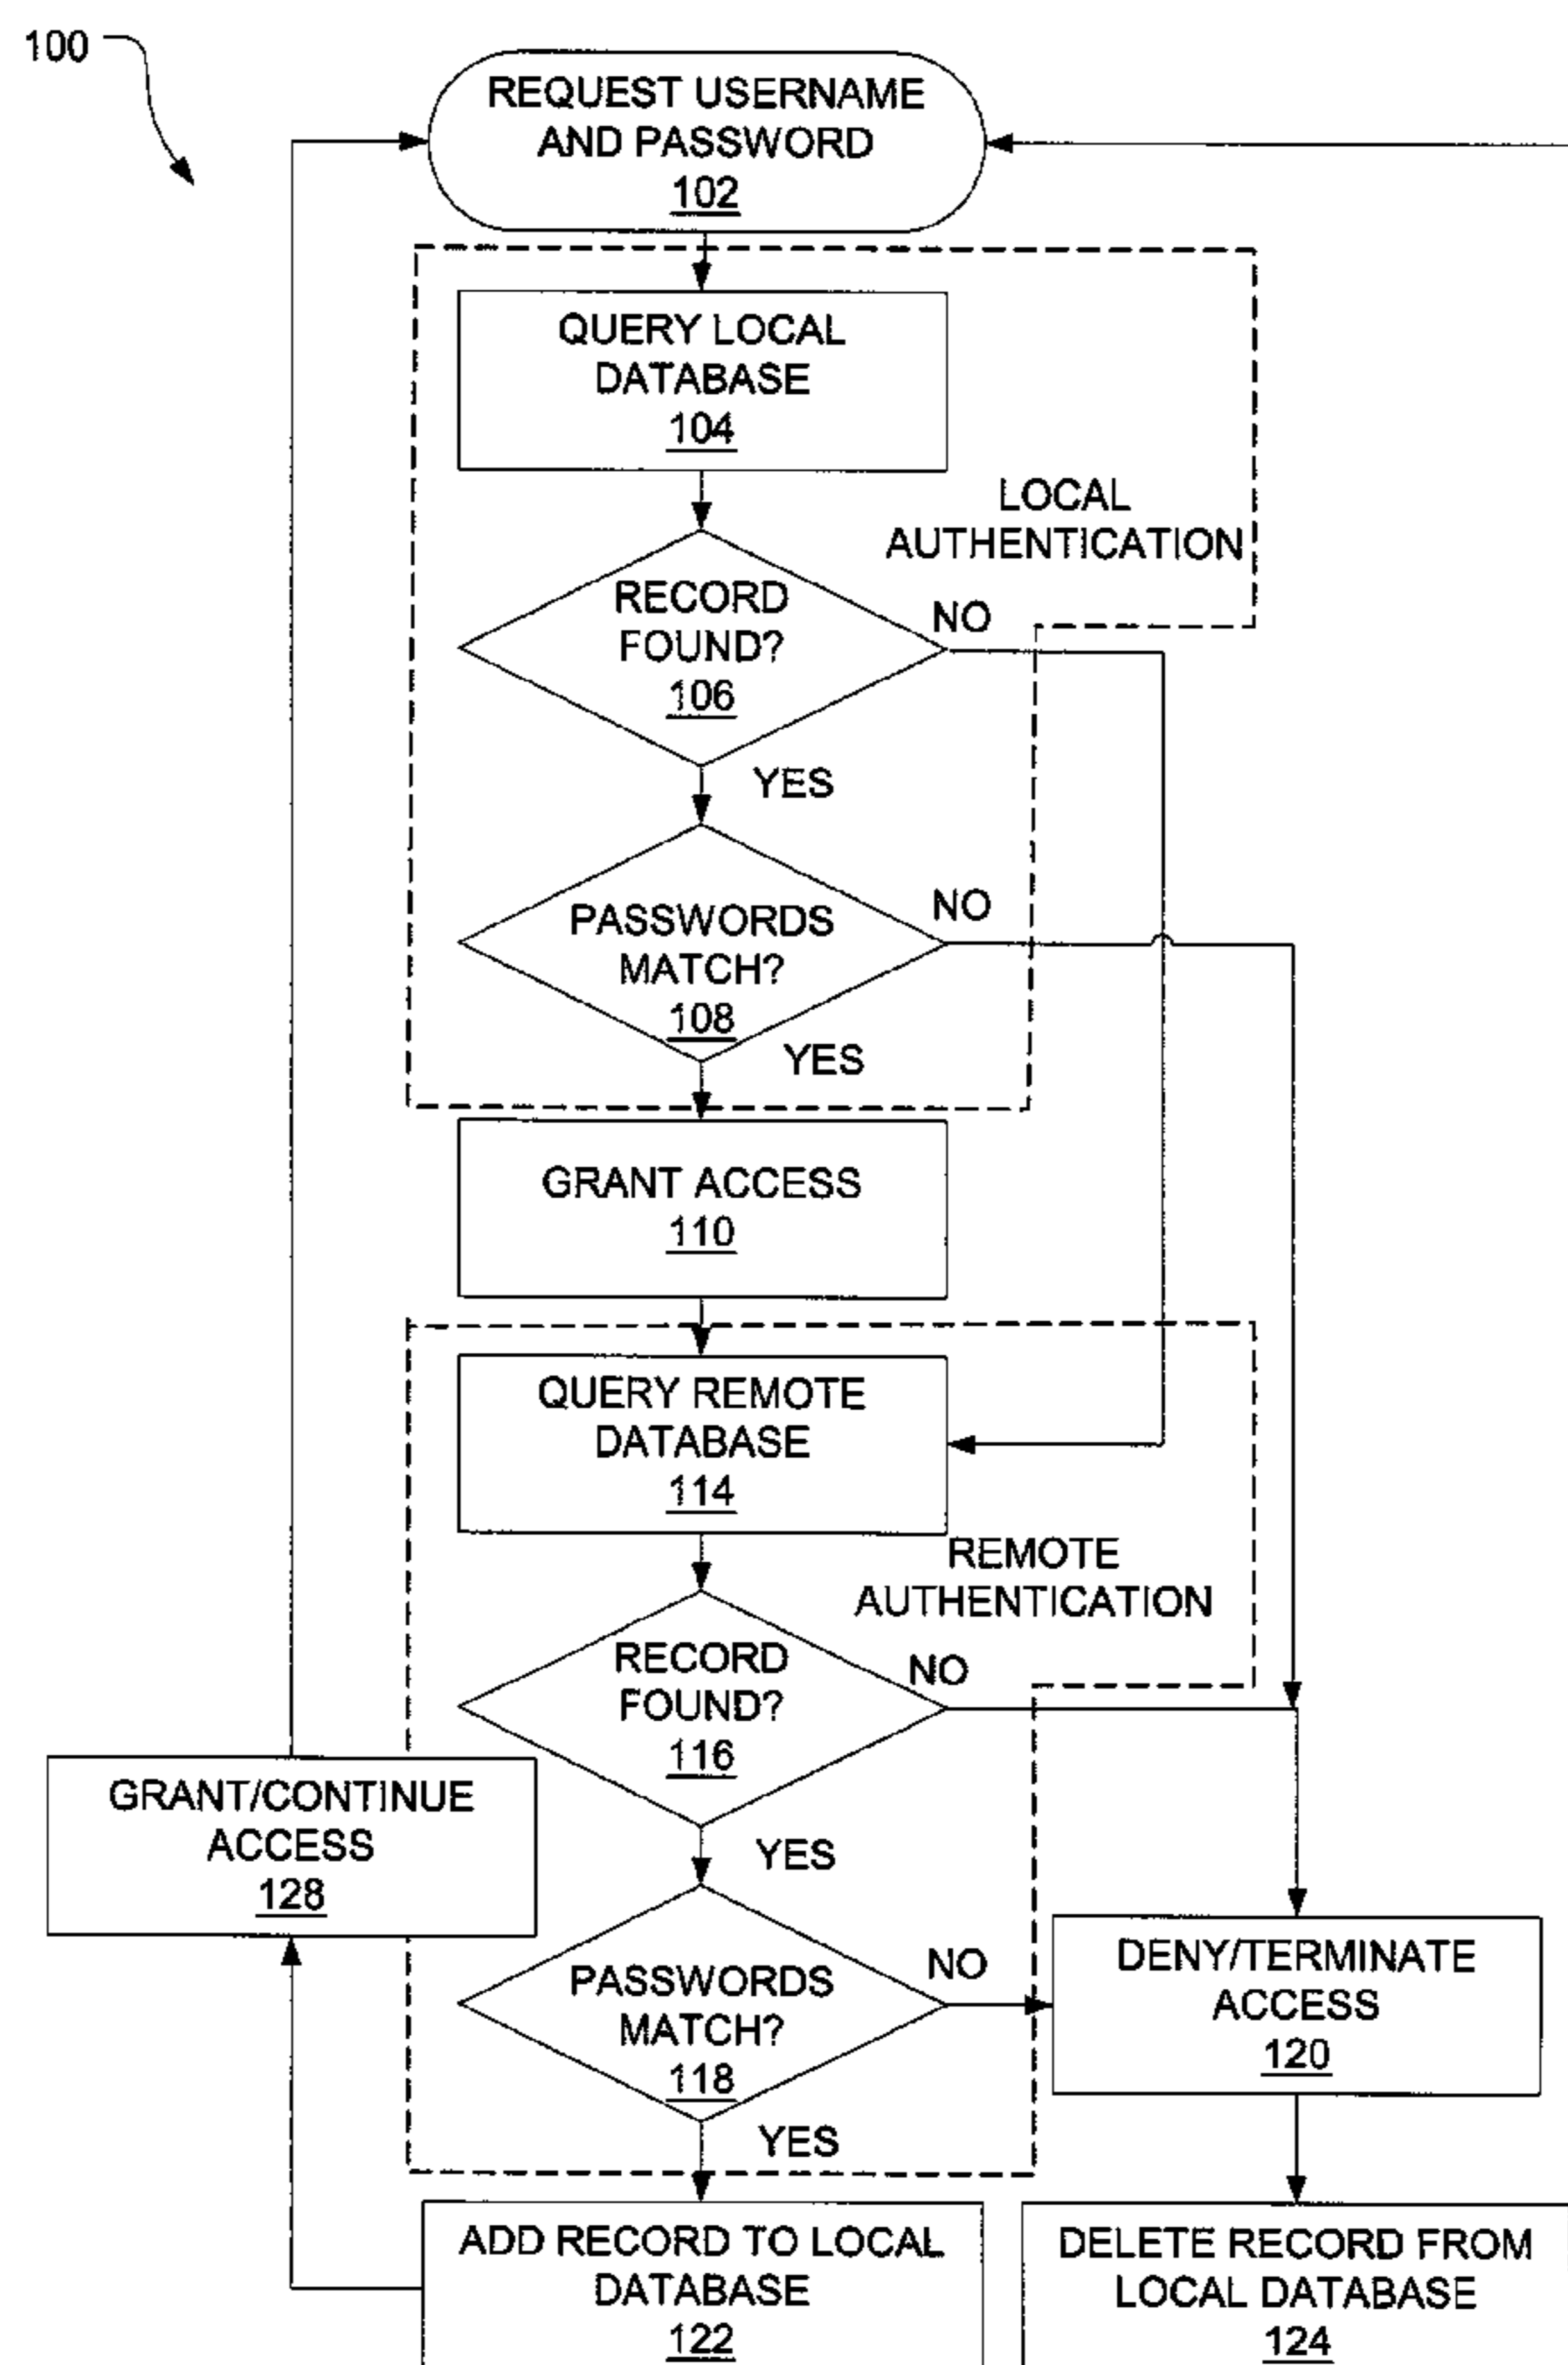 100
REQUEST USERNAME
AND PASSWORD
102
QUERY LOCAL
DATABASE
104
LOCAL
AUTHENTICATION
RECORD
FOUND?
106
NO
YES
PASSWORDS
MATCH?
108
NO
YES
GRANT ACCESS
110
QUERY REMOTE
DATABASE
114
REMOTE
AUTHENTICATION
RECORD
FOUND?
116
NO
YES
GRANT/CONTINUE
ACCESS
128
PASSWORDS
MATCH?
118
NO
YES
DENY/TERMINATE
ACCESS
120
ADD RECORD TO LOCAL
DATABASE
122
DELETE RECORD FROM
LOCAL DATABASE
124